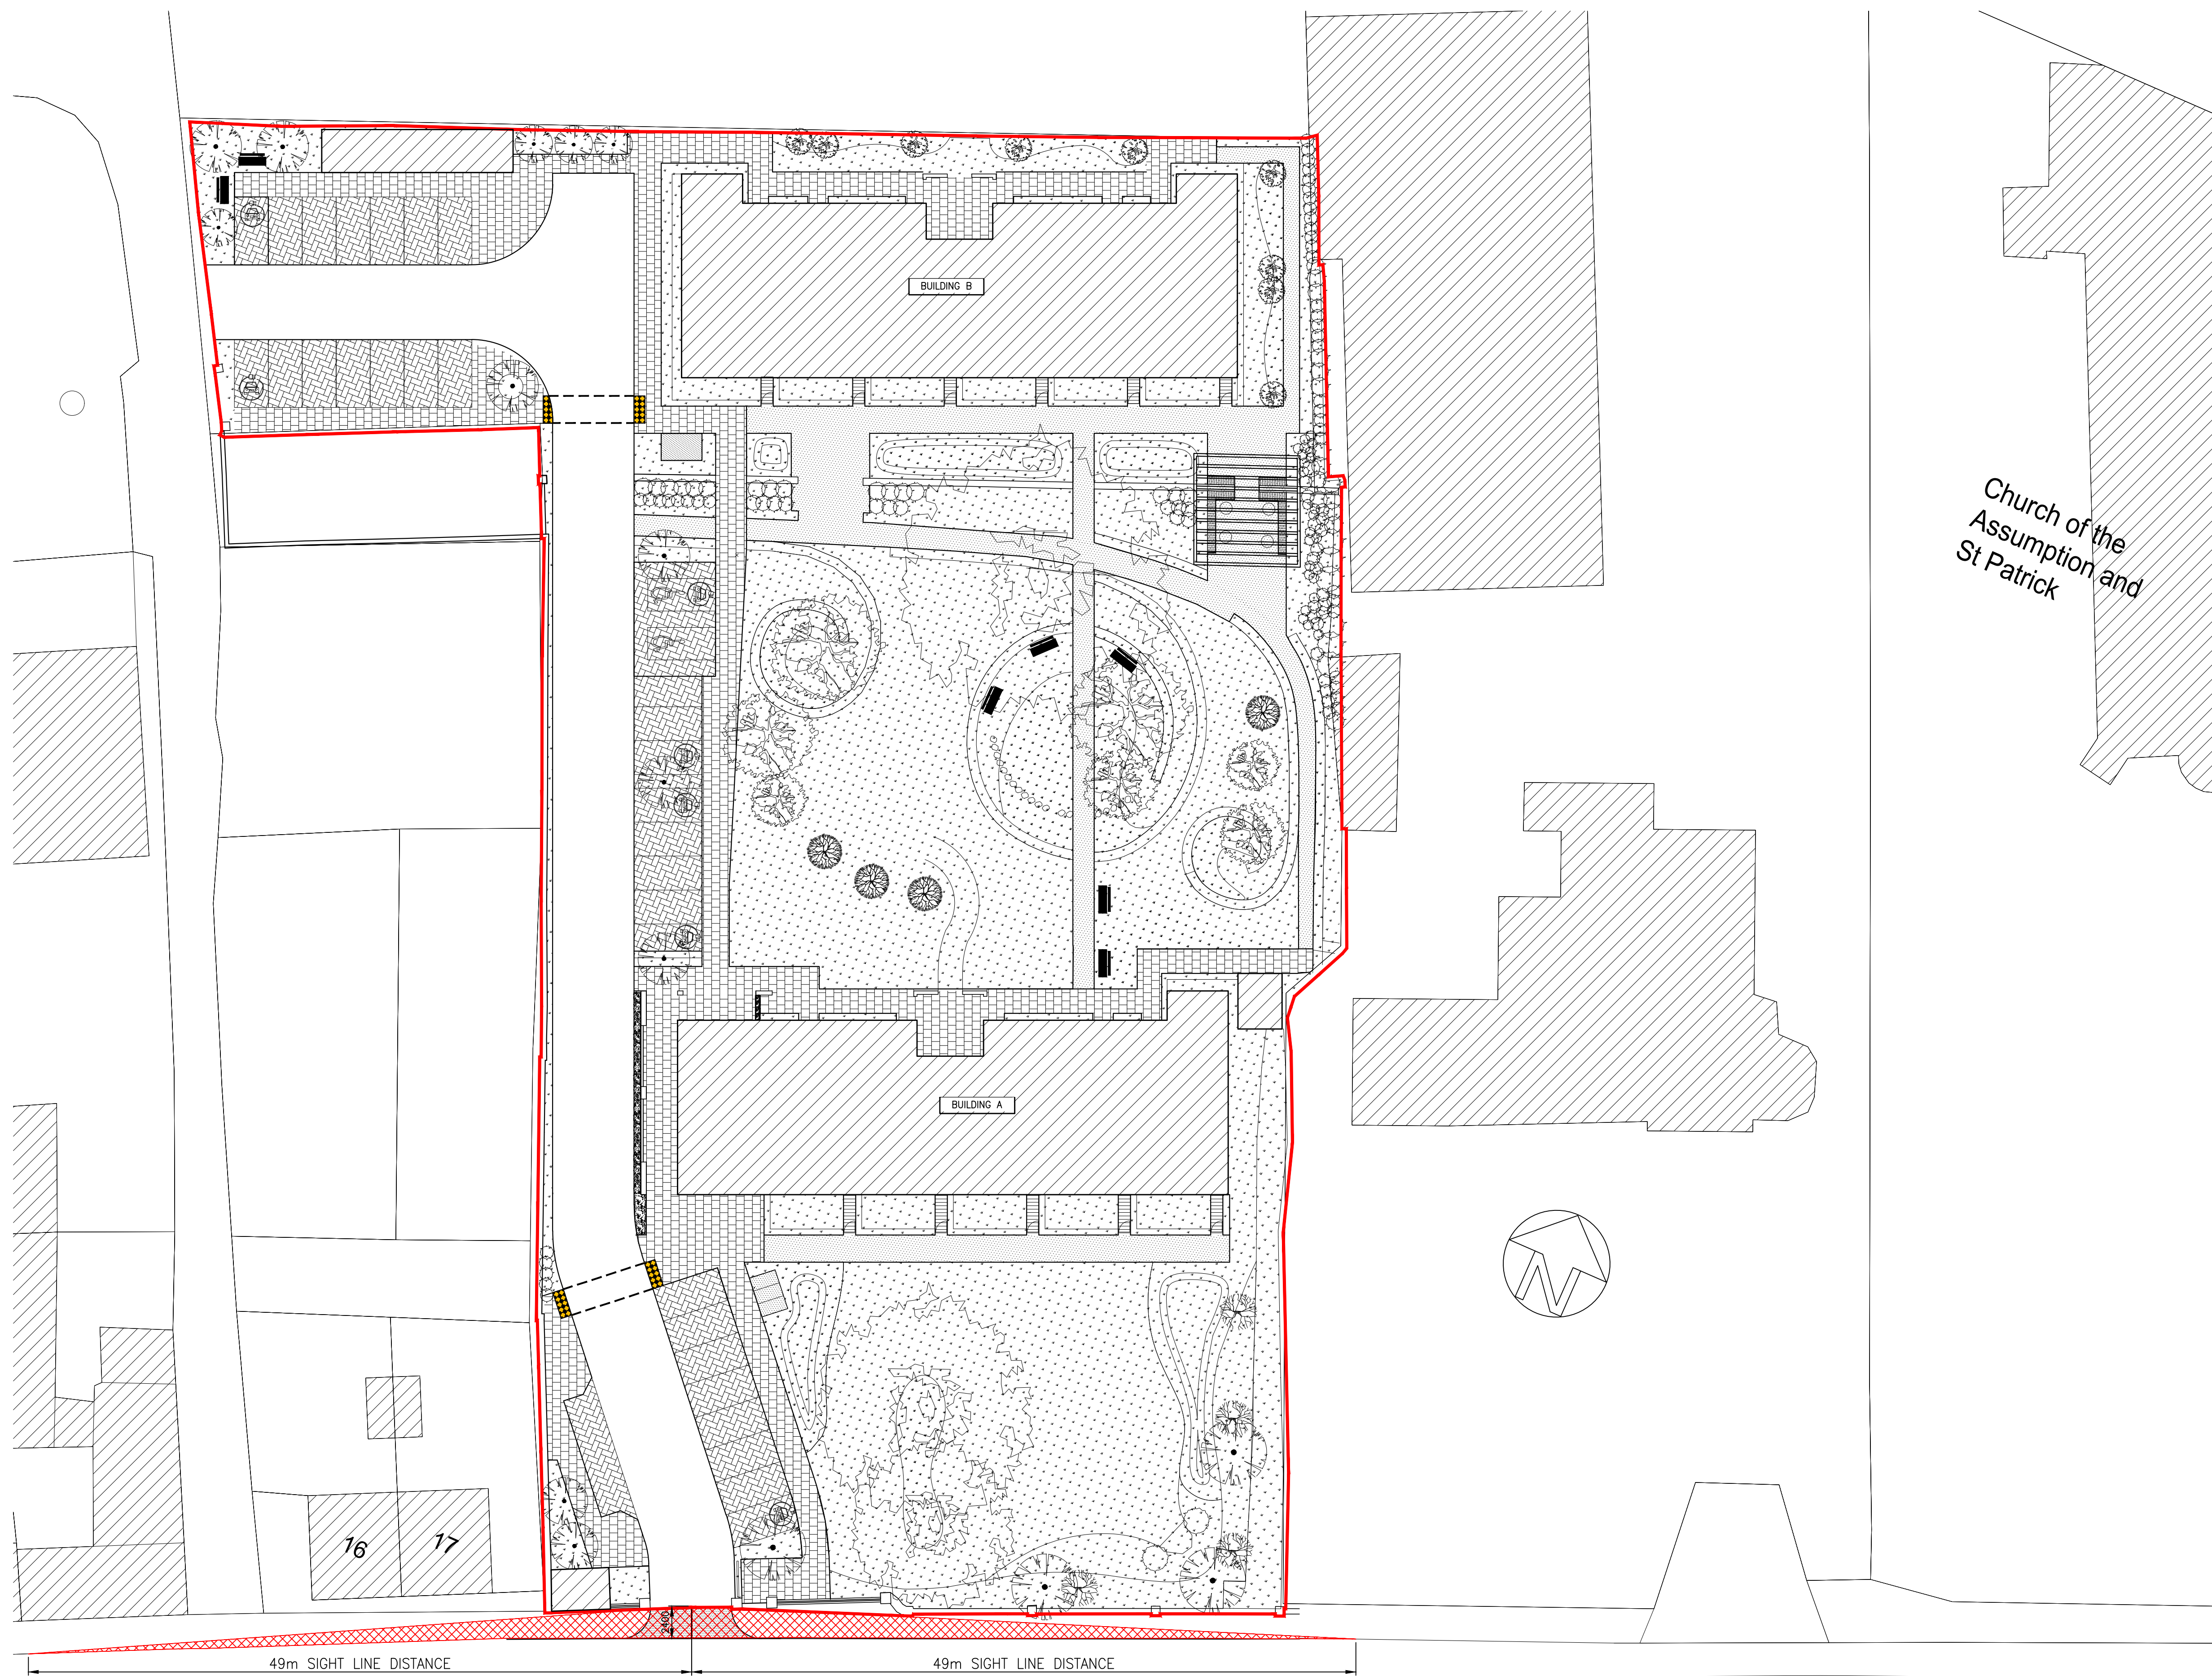 BUILDING B
Church of the
Assumption and
St Patrick
BUILDING A
N
16
17
2400
49m SIGHT LINE DISTANCE
49m SIGHT LINE DISTANCE